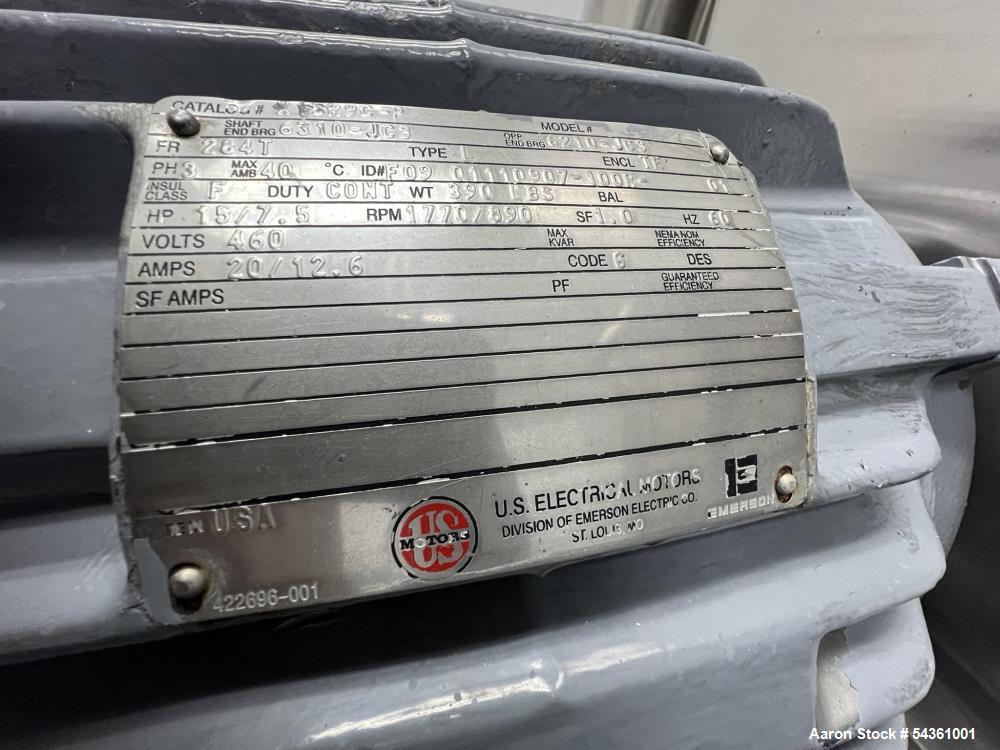 CATALOG # MODEL #
SHAFT END BRG 6310-JC3 OPP END BRG 6210-JC3
FR 284T TYPE L ENCL TF
PH 3 MAX AMB 40 °C ID# F09 01110907-100R- 01
INSUL CLASS F DUTY CONT WT 390 LBS BAL
HP 15/7.5 RPM 1770/890 SF 1.0 HZ 60
VOLTS 460 MAX KVAR NEMA NOM EFFICIENCY
AMPS 20/12.6 CODE G DES
SF AMPS PF GUARANTEED EFFICIENCY
USA
US MOTORS
U.S. ELECTRICAL MOTORS
DIVISION OF EMERSON ELECTRIC CO.
ST. LOUIS, MO
EMERSON
422696-001
Aaron Stock # 54361001